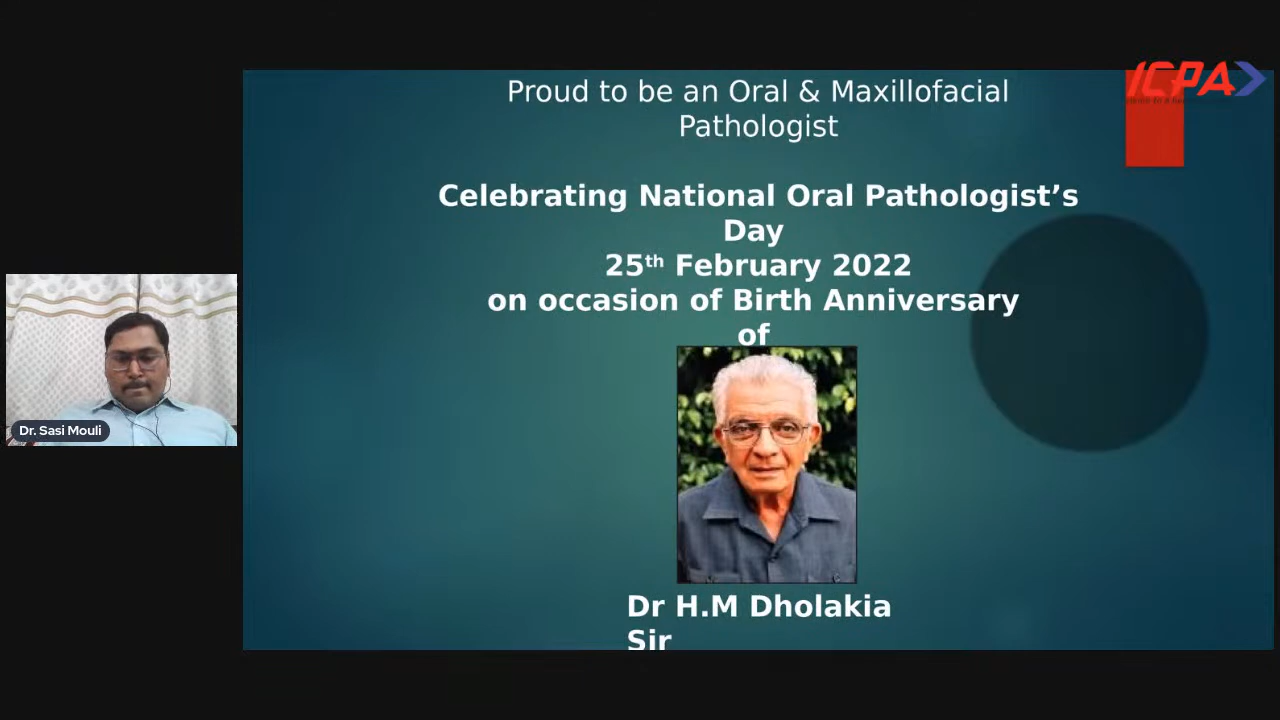 ICPA
Proud to be an Oral & Maxillofacial
Pathologist
Celebrating National Oral Pathologist’s
Day
25th February 2022
on occasion of Birth Anniversary
of
Dr. Sasi Mouli
Dr H.M Dholakia
Sir